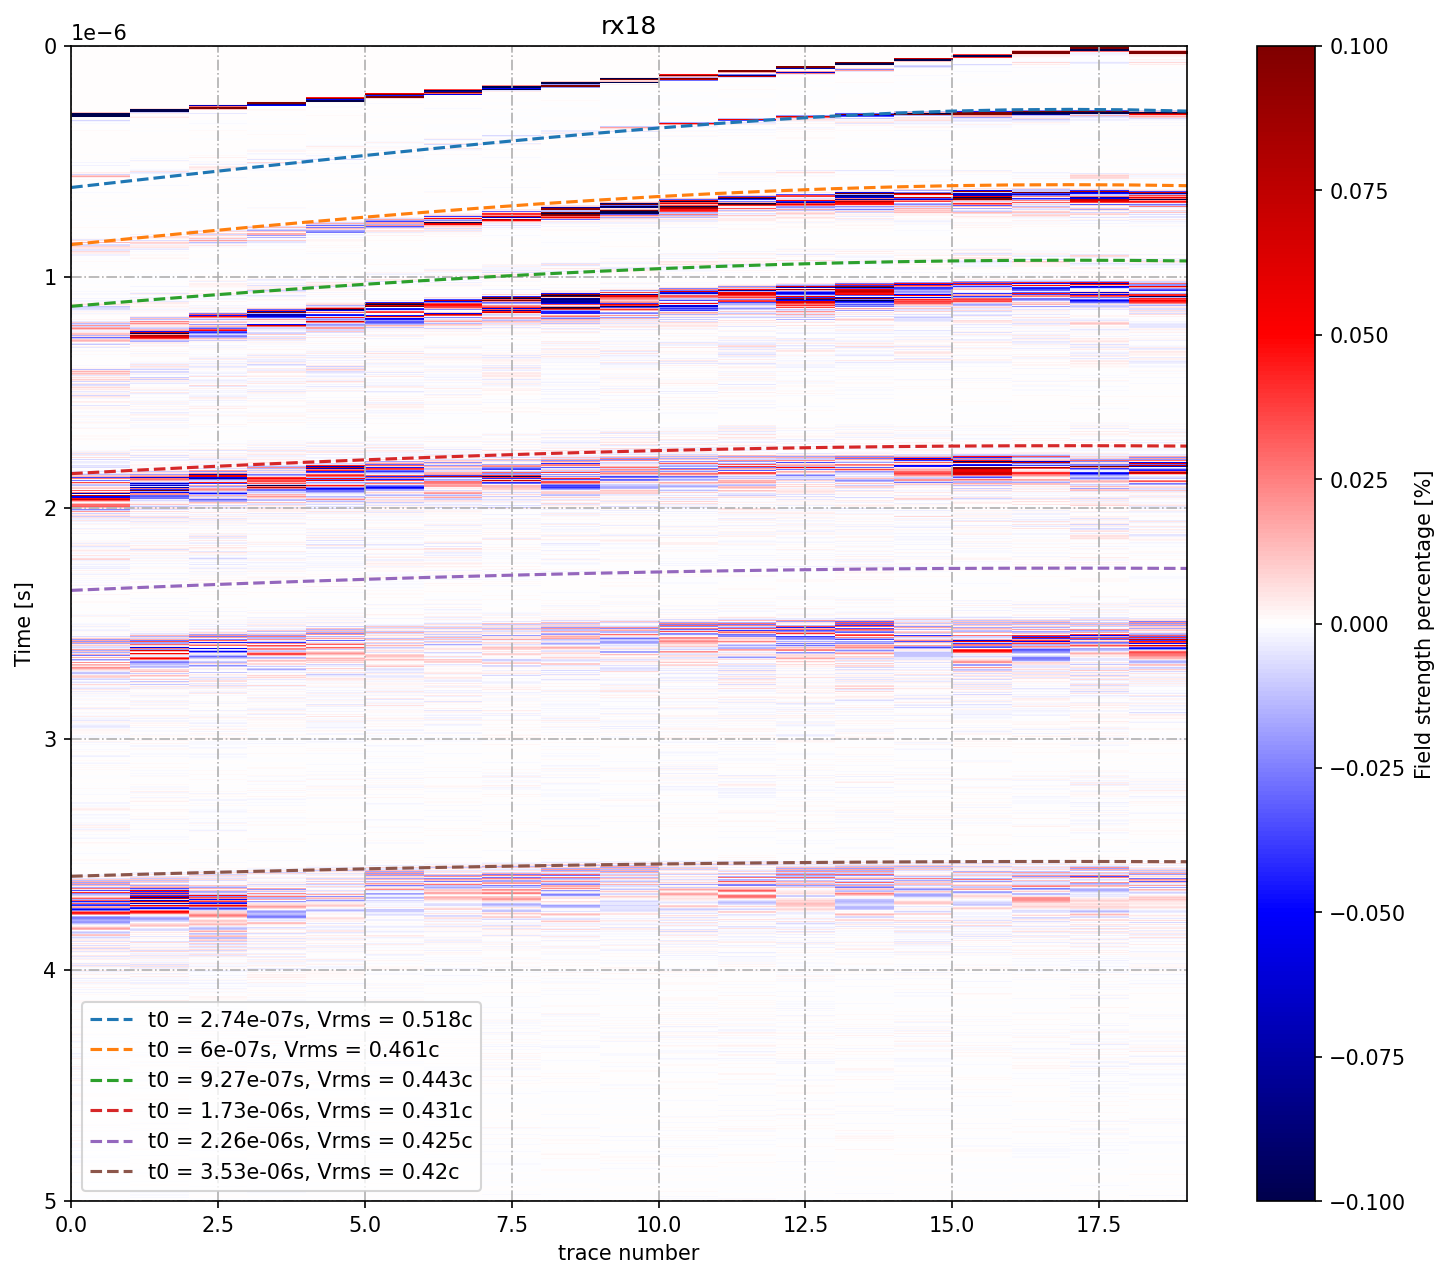 rx18
1e−6
0
1
2
3
4
5
Time [s]
0.0
2.5
5.0
7.5
10.0
12.5
15.0
17.5
trace number
t0 = 2.74e-07s, Vrms = 0.518c
t0 = 6e-07s, Vrms = 0.461c
t0 = 9.27e-07s, Vrms = 0.443c
t0 = 1.73e-06s, Vrms = 0.431c
t0 = 2.26e-06s, Vrms = 0.425c
t0 = 3.53e-06s, Vrms = 0.42c
0.100
0.075
0.050
0.025
0.000
−0.025
−0.050
−0.075
−0.100
Field strength percentage [%]